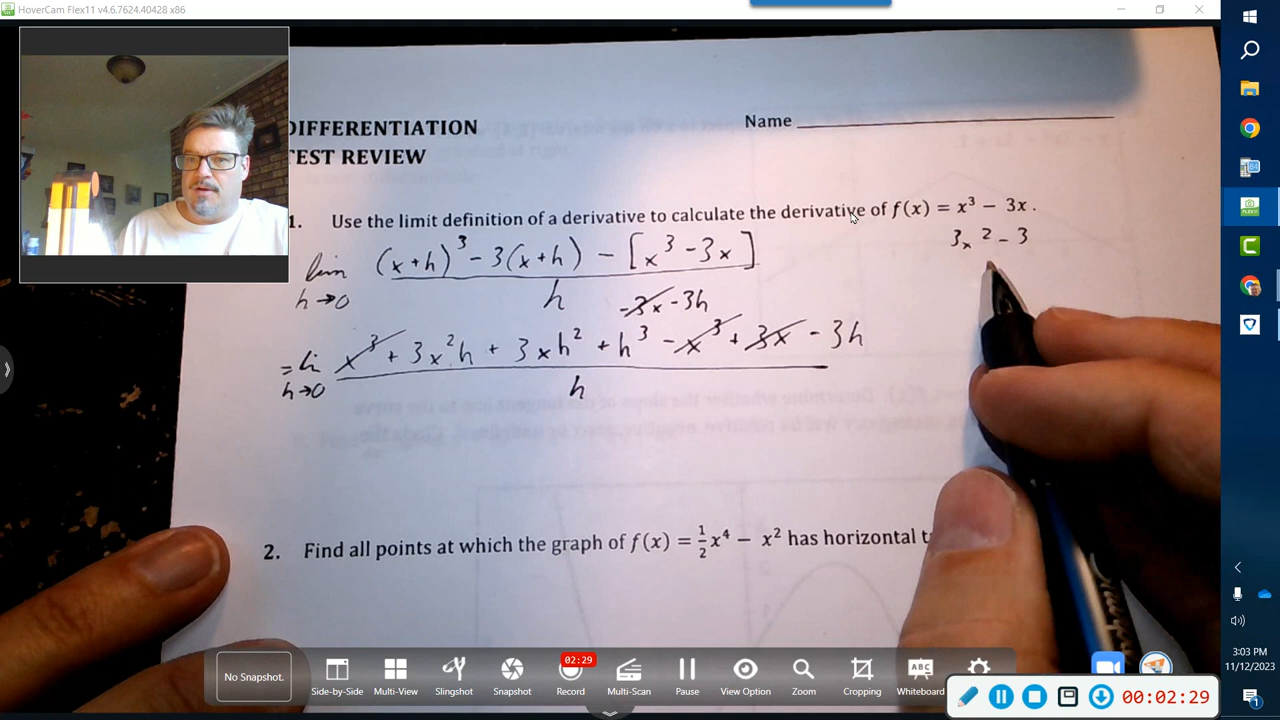 HoverCam Flex11 v4.6.7624.40428 x86
DIFFERENTIATION
TEST REVIEW
Name
1. Use the limit definition of a derivative to calculate the derivative of f(x) = x³ − 3x.
3x² − 3
lim h→0 (x+h)³ − 3(x+h) − [x³ − 3x]
h
−3x − 3h
= li h→0 x³ + 3x²h + 3xh² + h³ − x³ + 3x − 3h
h
2. Find all points at which the graph of f(x) = ½x⁴ − x² has horizontal t
No Snapshot.
Side-by-Side
Multi-View
Slingshot
Snapshot
02:29
Record
Multi-Scan
Pause
View Option
Zoom
Cropping
ABC
Whiteboard
00:02:29
3:03 PM
11/12/2023